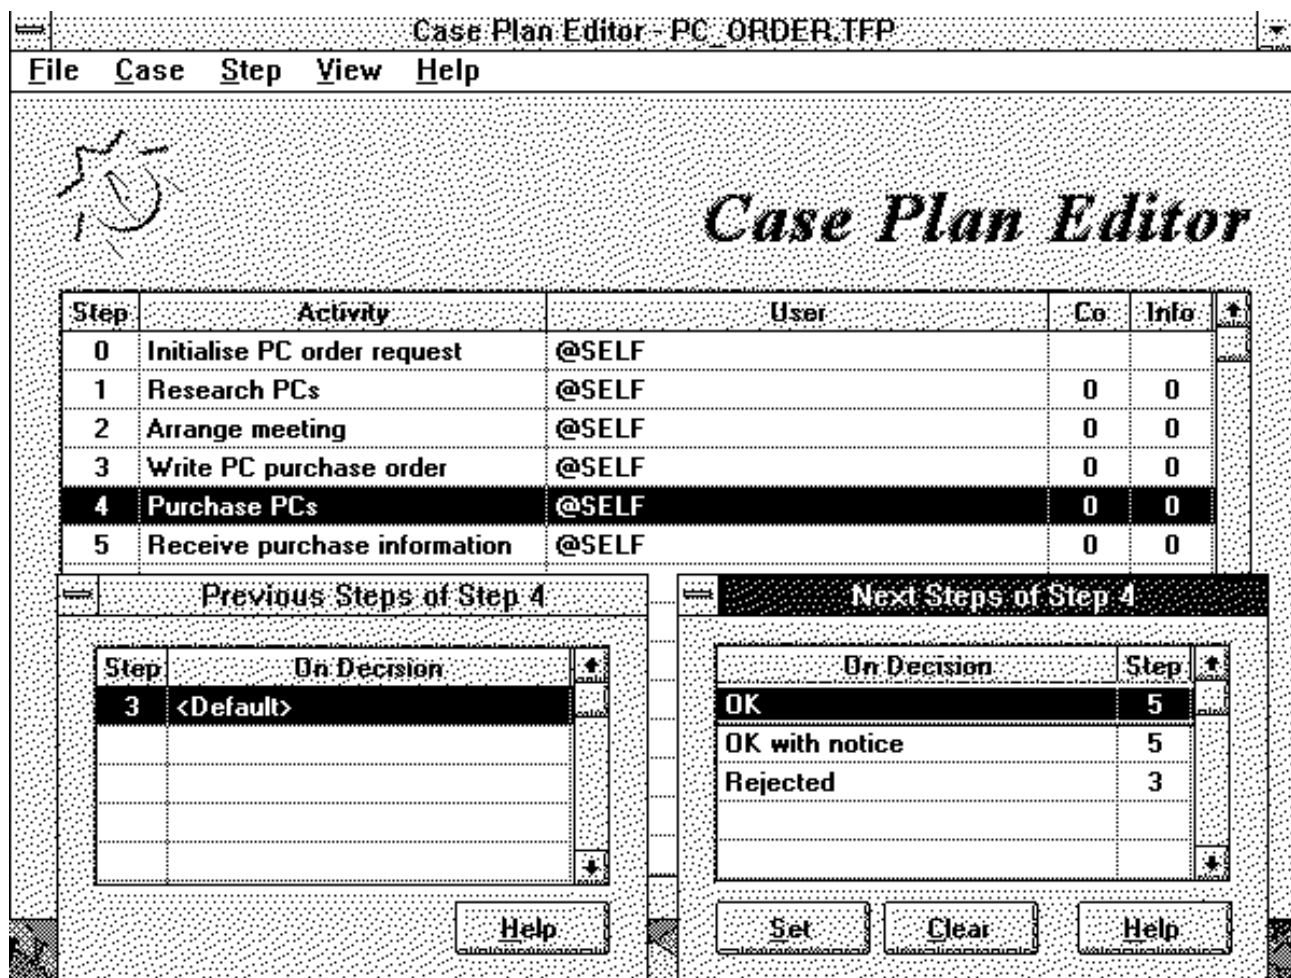 Case Plan Editor - PC_ORDER.TFP
File Case Step View Help
Case Plan Editor
Step Activity User Co Info
0 Initialise PC order request @SELF
1 Research PCs @SELF 0 0
2 Arrange meeting @SELF 0 0
3 Write PC purchase order @SELF 0 0
4 Purchase PCs @SELF 0 0
5 Receive purchase information @SELF 0 0
Previous Steps of Step 4
Step On Decision
3 <Default>
Help
Next Steps of Step 4
On Decision Step
OK 5
OK with notice 5
Rejected 3
Set Clear Help